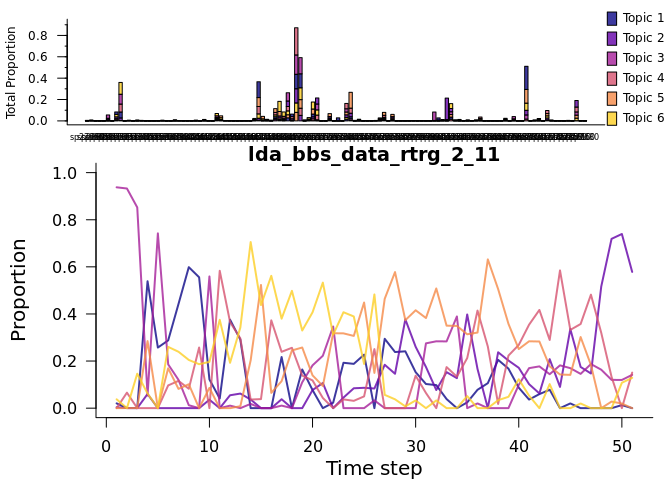 Topic 1
Topic 2
Topic 3
Topic 4
Topic 5
Topic 6
Total Proportion
0.8
0.6
0.4
0.2
0.0
lda_bbs_data_rtrg_2_11
Proportion
1.0
0.8
0.6
0.4
0.2
0.0
0 10 20 30 40 50
Time step